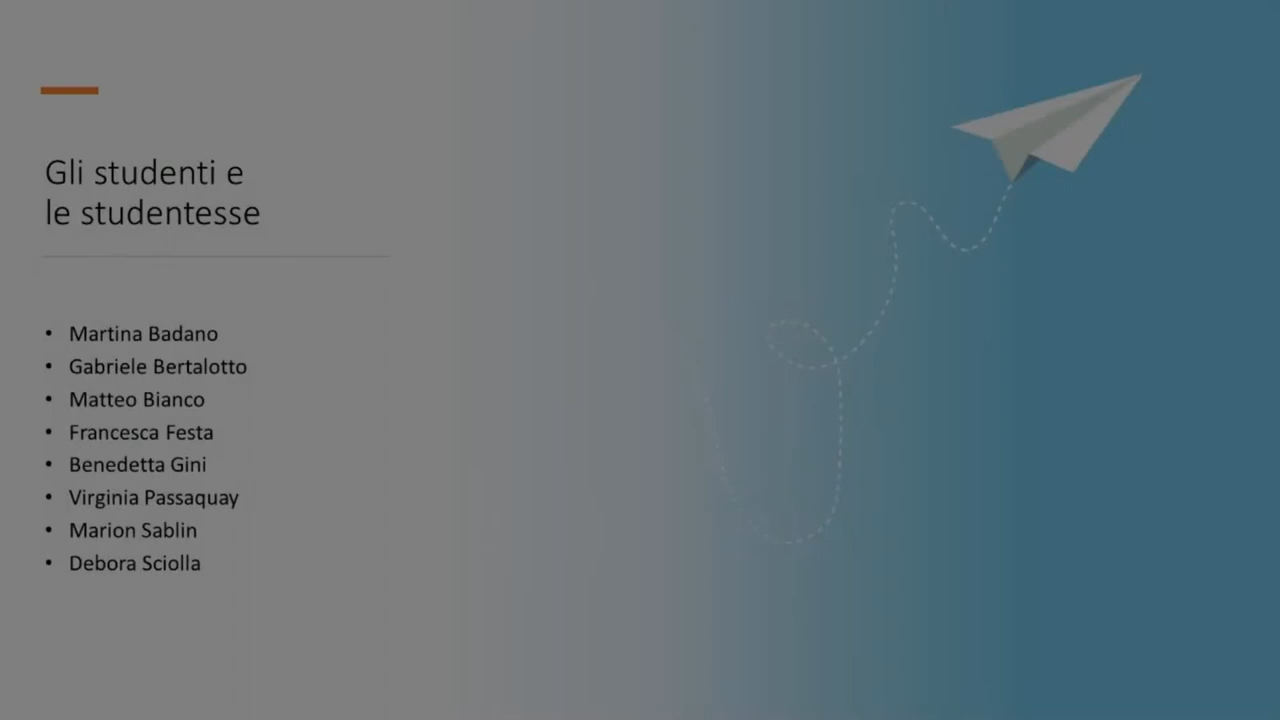 Gli studenti e
le studentesse
• Martina Badano
• Gabriele Bertalotto
• Matteo Bianco
• Francesca Festa
• Benedetta Gini
• Virginia Passaquay
• Marion Sablin
• Debora Sciolla